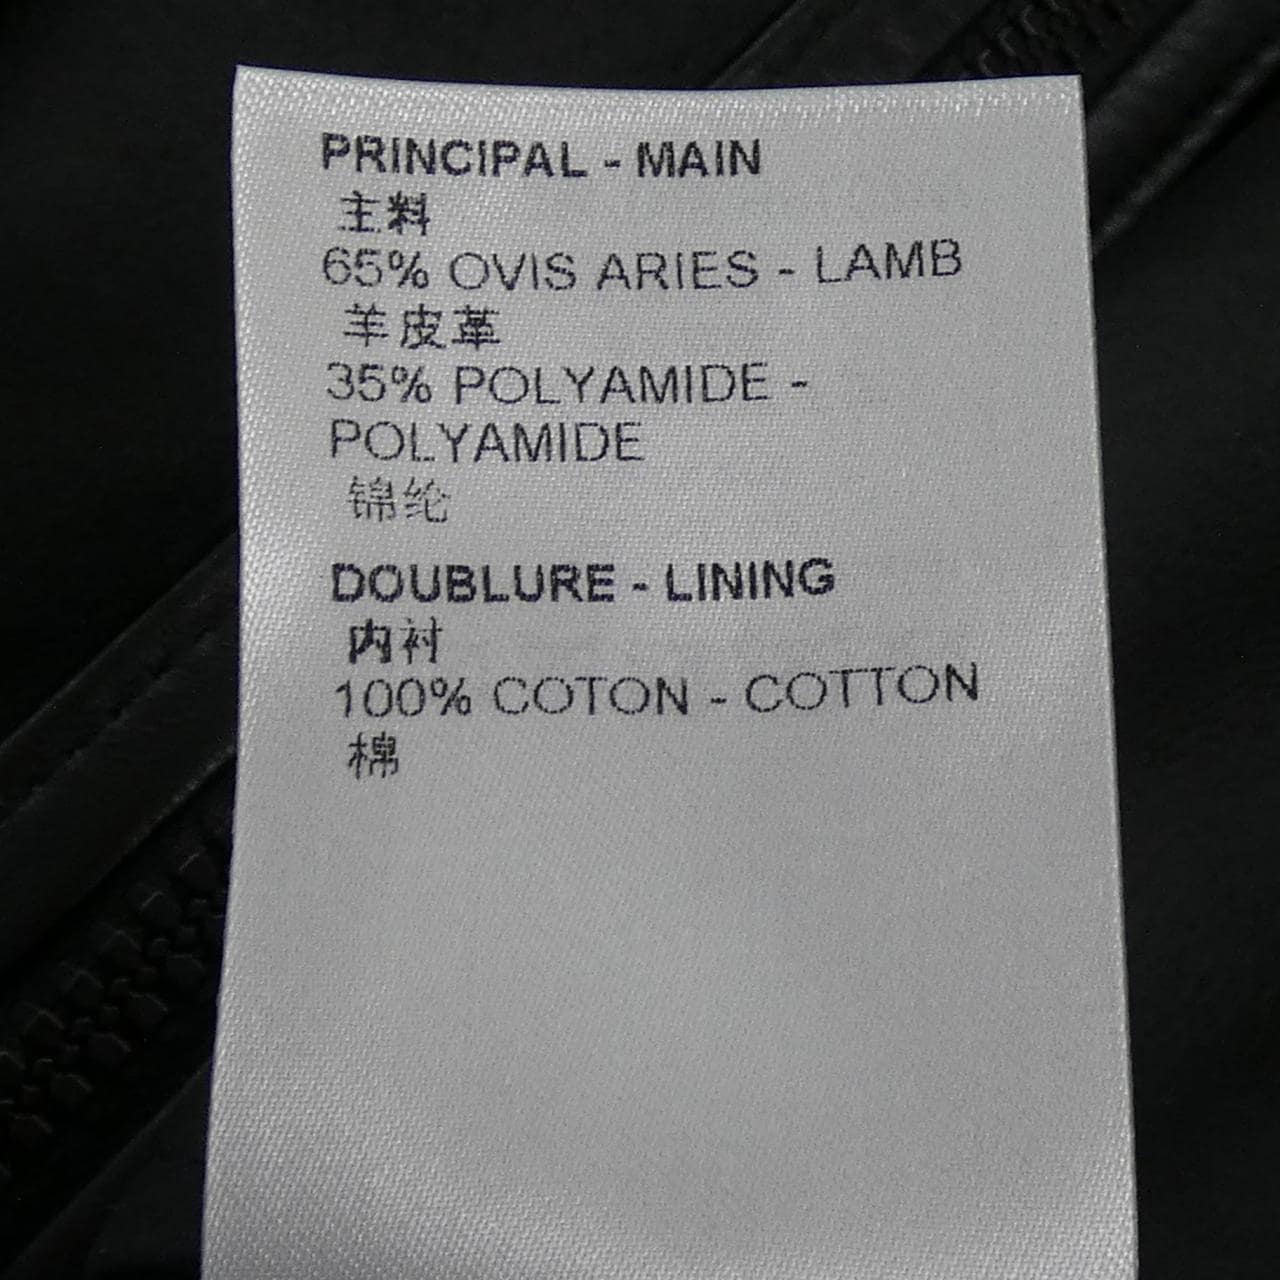 PRINCIPAL - MAIN
主料
65% OVIS ARIES - LAMB
羊皮革
35% POLYAMIDE -
POLYAMIDE
锦纶
DOUBLURE - LINING
内衬
100% COTON - COTTON
棉